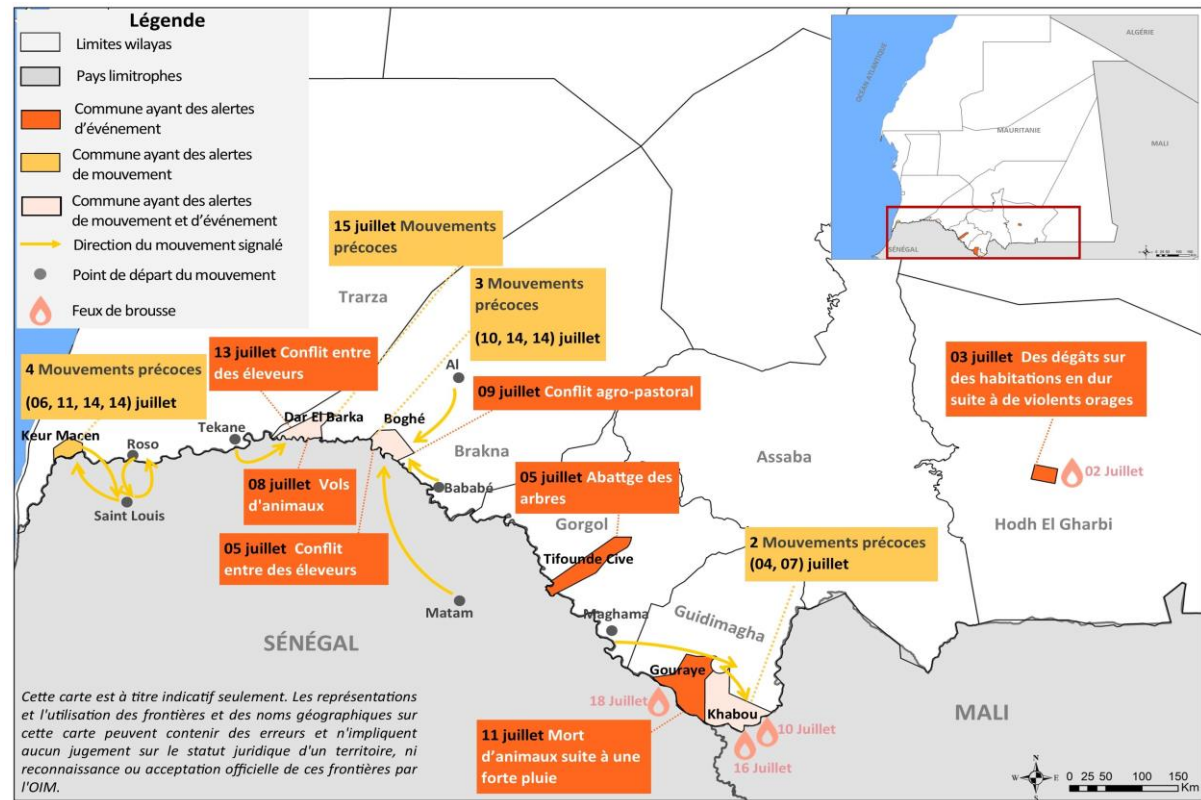 Légende
Limites wilayas
Pays limitrophes
Commune ayant des alertes
d'événement
Commune ayant des alertes
de mouvement
Commune ayant des alertes
de mouvement et d'événement
Direction du mouvement signalé
Point de départ du mouvement
Feux de brousse
OCÉAN ATLANTIQUE
ALGÉRIE
MAURITANIE
MALI
SÉNÉGAL
15 juillet Mouvements
précoces
Trarza
3 Mouvements
précoces
(10, 14, 14) juillet
13 juillet Conflit entre
des éleveurs
4 Mouvements précoces
(06, 11, 14, 14) juillet
Al
09 juillet Conflit agro-pastoral
03 juillet Des dégâts sur
des habitations en dur
suite à de violents orages
Keur Macen
Roso
Tekane
Dar El Barka
Boghé
Brakna
Assaba
02 Juillet
Saint Louis
08 juillet Vols
d'animaux
Bababé
05 juillet Abattge des
arbres
Gorgol
Hodh El Gharbi
05 juillet Conflit
entre des éleveurs
Tifounde Cive
2 Mouvements précoces
(04, 07) juillet
Matam
Maghama
Guidimagha
SÉNÉGAL
Gouraye
18 Juillet
Khabou
10 Juillet
16 Juillet
MALI
11 juillet Mort
d'animaux suite à une
forte pluie
Cette carte est à titre indicatif seulement. Les représentations
et l'utilisation des frontières et des noms géographiques sur
cette carte peuvent contenir des erreurs et n'impliquent
aucun jugement sur le statut juridique d'un territoire, ni
reconnaissance ou acceptation officielle de ces frontières par
l'OIM.
N
W E
S
0 25 50 100 150
Km